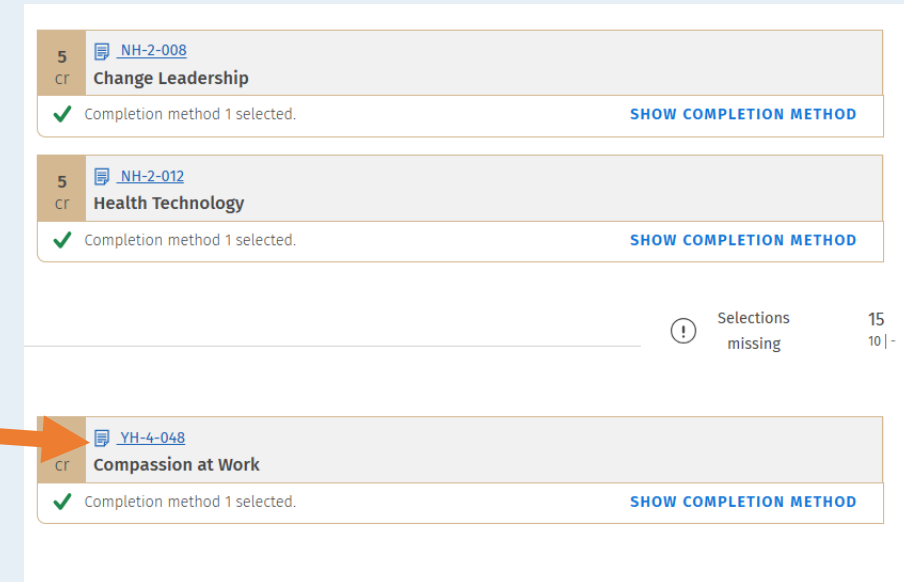 5 NH-2-008
cr Change Leadership
Completion method 1 selected. SHOW COMPLETION METHOD
5 NH-2-012
cr Health Technology
Completion method 1 selected. SHOW COMPLETION METHOD
Selections 15
missing 10 | -
YH-4-048
cr Compassion at Work
Completion method 1 selected. SHOW COMPLETION METHOD